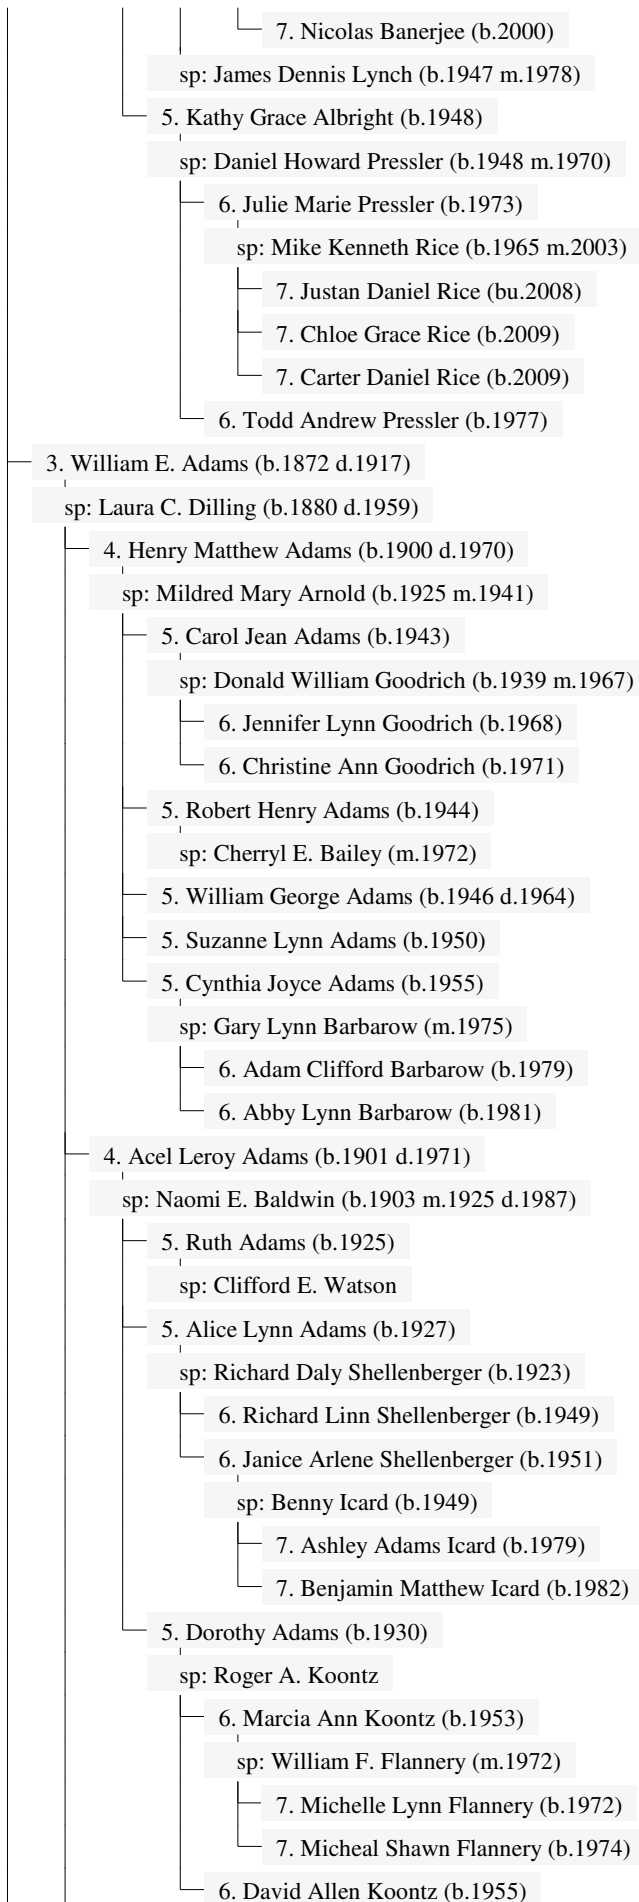 7. Nicolas Banerjee (b.2000)
sp: James Dennis Lynch (b.1947 m.1978)
5. Kathy Grace Albright (b.1948)
sp: Daniel Howard Pressler (b.1948 m.1970)
6. Julie Marie Pressler (b.1973)
sp: Mike Kenneth Rice (b.1965 m.2003)
7. Justan Daniel Rice (bu.2008)
7. Chloe Grace Rice (b.2009)
7. Carter Daniel Rice (b.2009)
6. Todd Andrew Pressler (b.1977)
3. William E. Adams (b.1872 d.1917)
sp: Laura C. Dilling (b.1880 d.1959)
4. Henry Matthew Adams (b.1900 d.1970)
sp: Mildred Mary Arnold (b.1925 m.1941)
5. Carol Jean Adams (b.1943)
sp: Donald William Goodrich (b.1939 m.1967)
6. Jennifer Lynn Goodrich (b.1968)
6. Christine Ann Goodrich (b.1971)
5. Robert Henry Adams (b.1944)
sp: Cherryl E. Bailey (m.1972)
5. William George Adams (b.1946 d.1964)
5. Suzanne Lynn Adams (b.1950)
5. Cynthia Joyce Adams (b.1955)
sp: Gary Lynn Barbarow (m.1975)
6. Adam Clifford Barbarow (b.1979)
6. Abby Lynn Barbarow (b.1981)
4. Acel Leroy Adams (b.1901 d.1971)
sp: Naomi E. Baldwin (b.1903 m.1925 d.1987)
5. Ruth Adams (b.1925)
sp: Clifford E. Watson
5. Alice Lynn Adams (b.1927)
sp: Richard Daly Shellenberger (b.1923)
6. Richard Linn Shellenberger (b.1949)
6. Janice Arlene Shellenberger (b.1951)
sp: Benny Icard (b.1949)
7. Ashley Adams Icard (b.1979)
7. Benjamin Matthew Icard (b.1982)
5. Dorothy Adams (b.1930)
sp: Roger A. Koontz
6. Marcia Ann Koontz (b.1953)
sp: William F. Flannery (m.1972)
7. Michelle Lynn Flannery (b.1972)
7. Micheal Shawn Flannery (b.1974)
6. David Allen Koontz (b.1955)